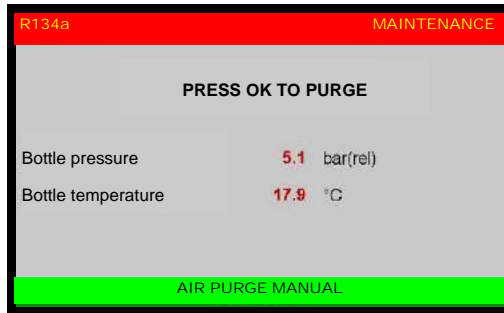 R134a MAINTENANCE
PRESS OK TO PURGE
Bottle pressure 5.1 bar(rel)
Bottle temperature 17.9 °C
AIR PURGE MANUAL